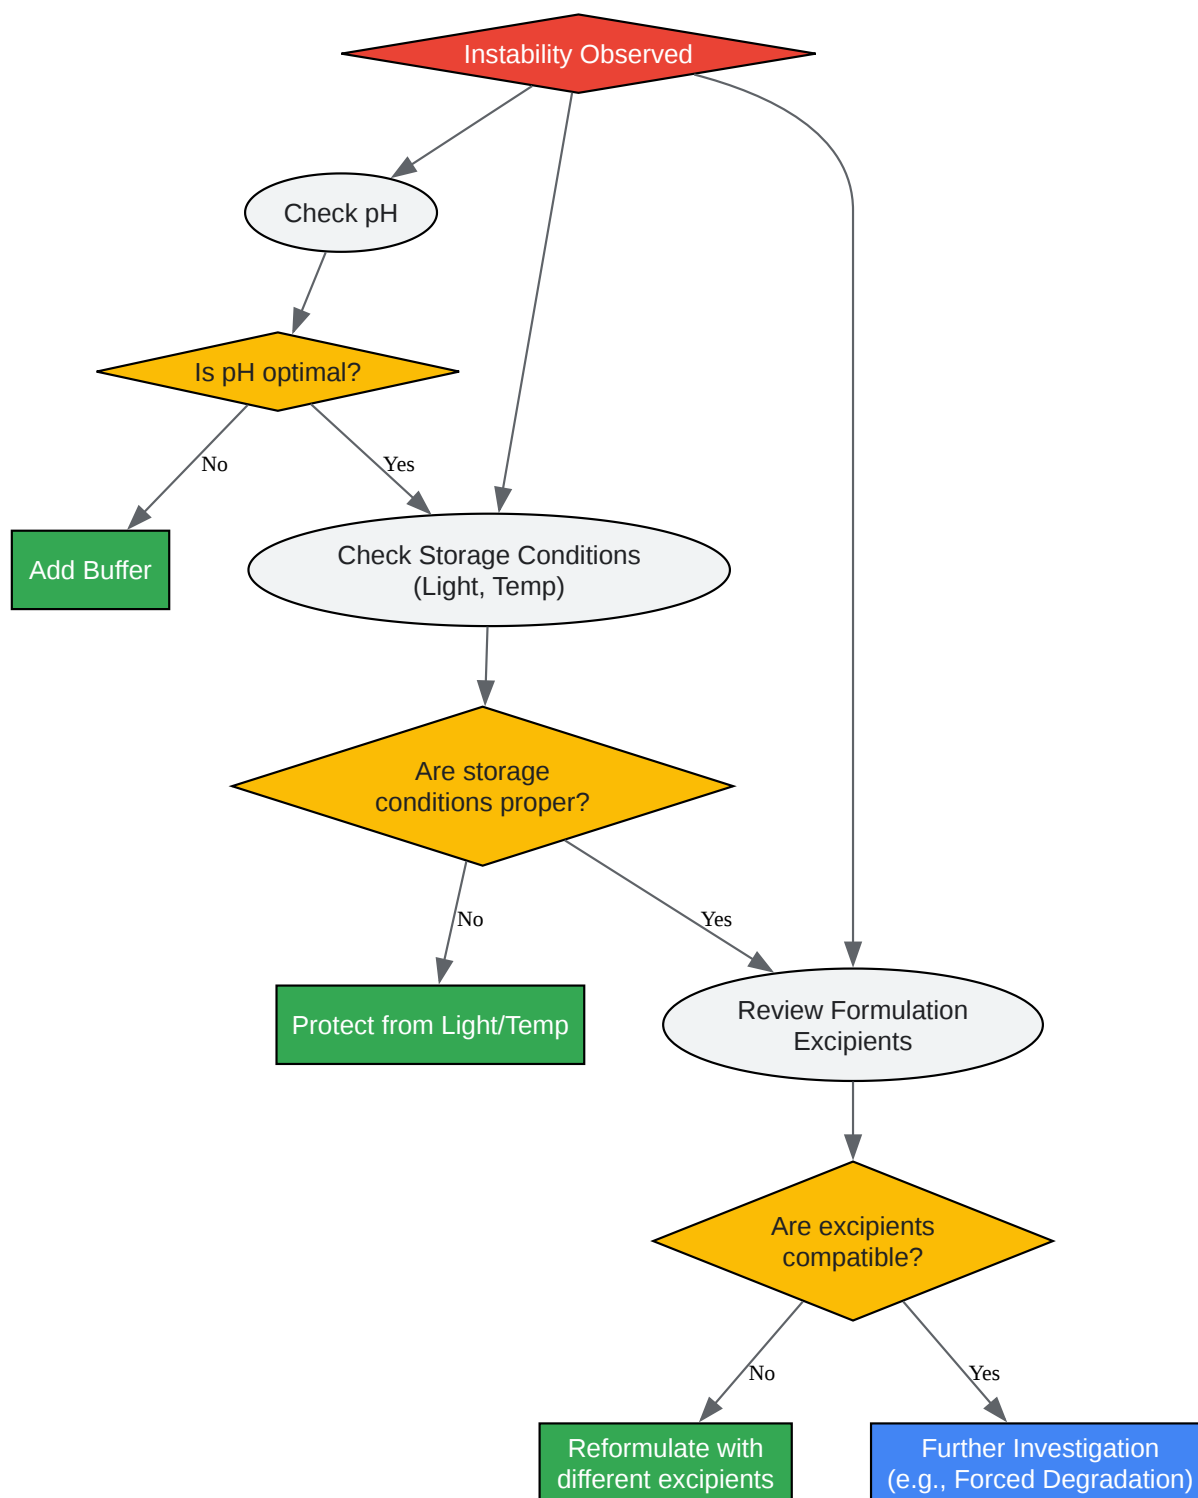 Instability Observed
Check pH
Is pH optimal?
No
Yes
Add Buffer
Check Storage Conditions
(Light, Temp)
Are storage
conditions proper?
No
Yes
Protect from Light/Temp
Review Formulation
Excipients
Are excipients
compatible?
No
Yes
Reformulate with
different excipients
Further Investigation
(e.g., Forced Degradation)